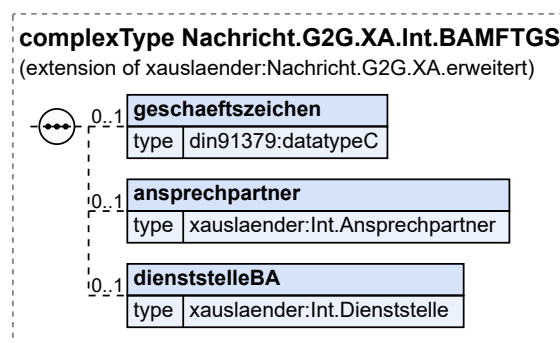 complexType Nachricht.G2G.XA.Int.BAMFTGS
(extension of xauslaender:Nachricht.G2G.XA.erweitert)
0..1
geschaeftszeichen
type din91379:datatypeC
0..1
ansprechpartner
type xauslaender:Int.Ansprechpartner
0..1
dienststelleBA
type xauslaender:Int.Dienststelle